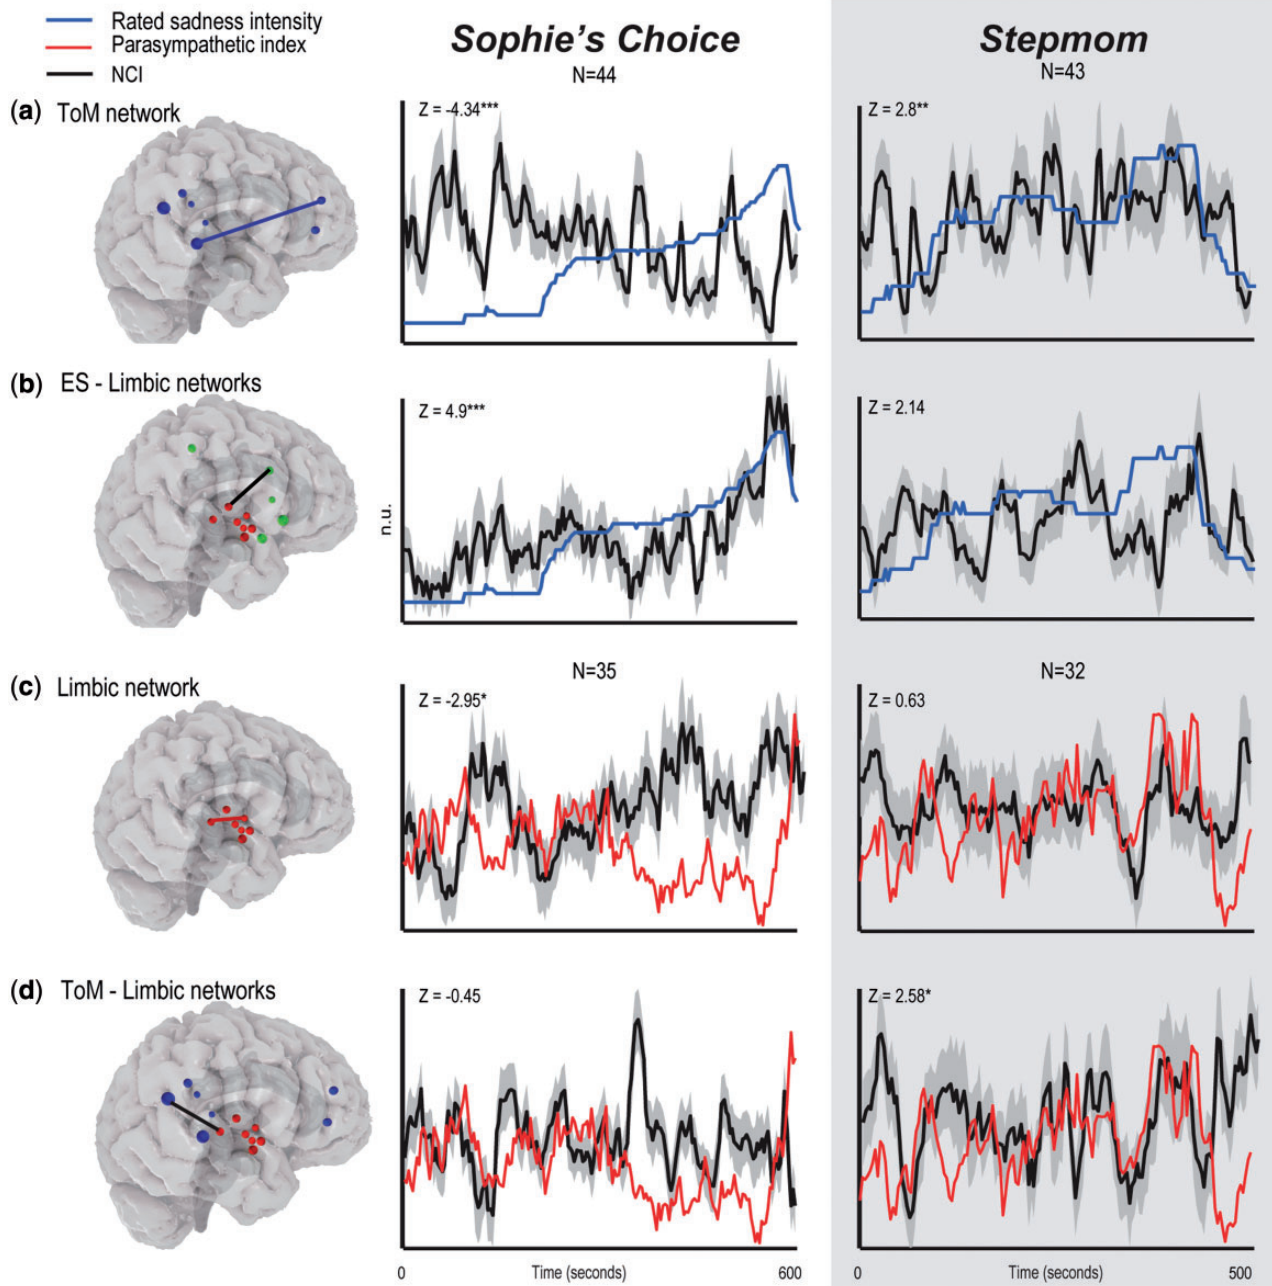 Rated sadness intensity
Parasympathetic index
NCI
Sophie's Choice
N=44
Stepmom
N=43
(a) ToM network
Z = -4.34***
Z = 2.8**
(b) ES - Limbic networks
Z = 4.9***
Z = 2.14
n.u.
N=35
N=32
(c) Limbic network
Z = -2.95*
Z = 0.63
(d) ToM - Limbic networks
Z = -0.45
Z = 2.58*
0 Time (seconds) 600
0 Time (seconds) 500